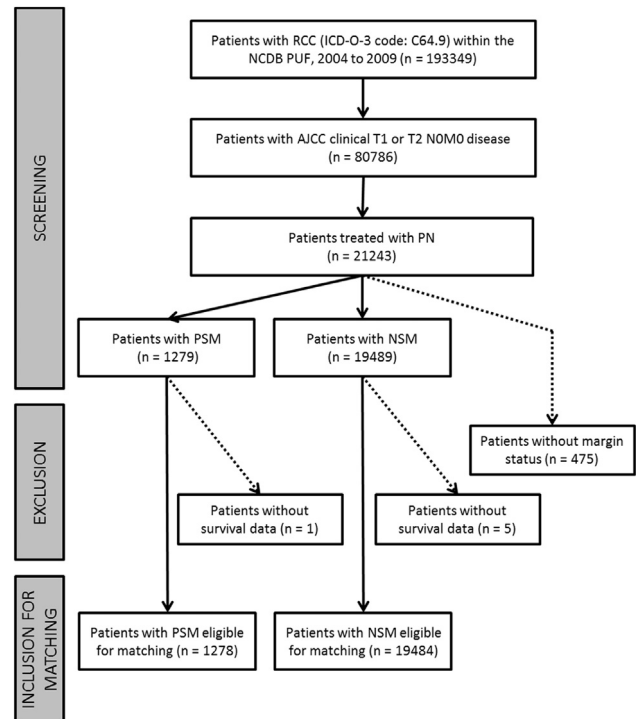 SCREENING
Patients with RCC (ICD-O-3 code: C64.9) within the
NCDB PUF, 2004 to 2009 (n = 193349)
Patients with AJCC clinical T1 or T2 N0M0 disease
(n = 80786)
Patients treated with PN
(n = 21243)
Patients with PSM
(n = 1279)
Patients with NSM
(n = 19489)
EXCLUSION
Patients without margin
status (n = 475)
Patients without
survival data (n = 1)
Patients without
survival data (n = 5)
INCLUSION FOR
MATCHING
Patients with PSM eligible
for matching (n = 1278)
Patients with NSM eligible
for matching (n = 19484)